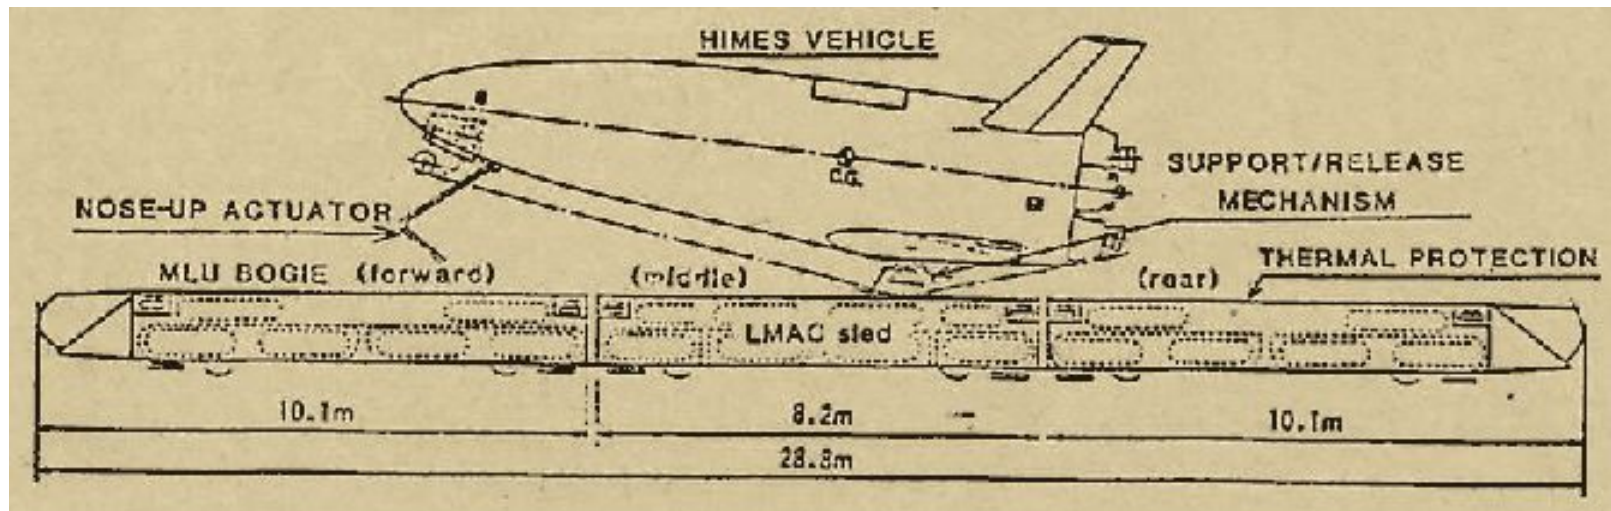 HIMES VEHICLE
C.G.
SUPPORT/RELEASE
MECHANISM
NOSE-UP ACTUATOR
THERMAL PROTECTION
MLU BOGIE (forward)
(middle)
(rear)
LMAC sled
10.1m
8.2m
10.1m
28.8m